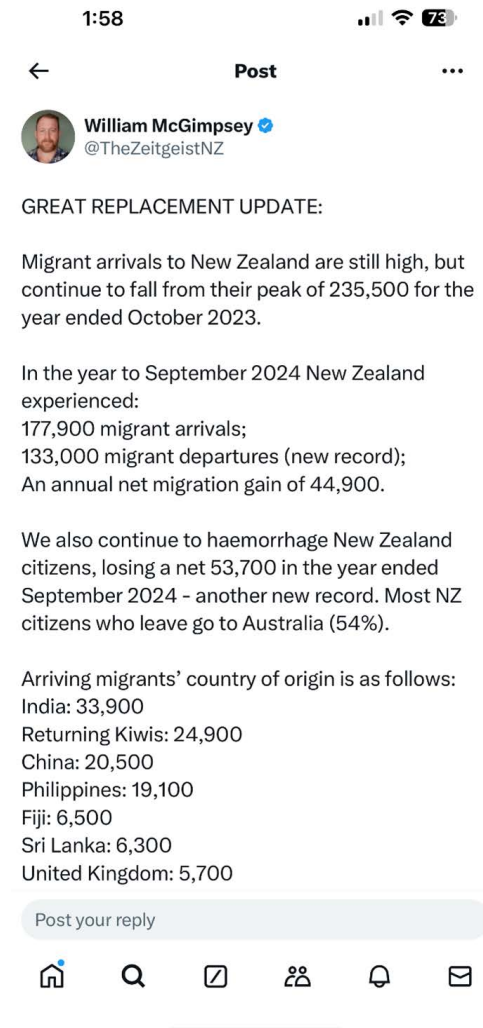 1:58
73
Post
William McGimpsey
@TheZeitgeistNZ
GREAT REPLACEMENT UPDATE:
Migrant arrivals to New Zealand are still high, but
continue to fall from their peak of 235,500 for the
year ended October 2023.
In the year to September 2024 New Zealand
experienced:
177,900 migrant arrivals;
133,000 migrant departures (new record);
An annual net migration gain of 44,900.
We also continue to haemorrhage New Zealand
citizens, losing a net 53,700 in the year ended
September 2024 - another new record. Most NZ
citizens who leave go to Australia (54%).
Arriving migrants’ country of origin is as follows:
India: 33,900
Returning Kiwis: 24,900
China: 20,500
Philippines: 19,100
Fiji: 6,500
Sri Lanka: 6,300
United Kingdom: 5,700
Post your reply